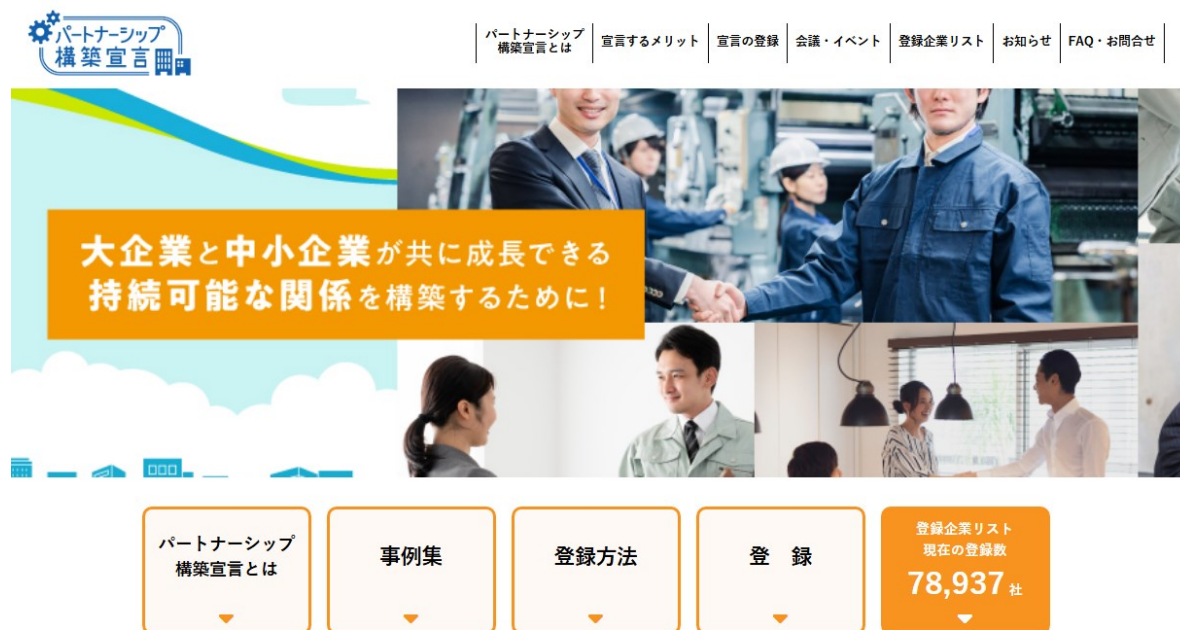 パートナーシップ
構築宣言
パートナーシップ
構築宣言とは
宣言するメリット
宣言の登録
会議・イベント
登録企業リスト
お知らせ
FAQ・お問合せ
大企業と中小企業が共に成長できる
持続可能な関係を構築するために!
パートナーシップ
構築宣言とは
事例集
登録方法
登 録
登録企業リスト
現在の登録数
78,937 社